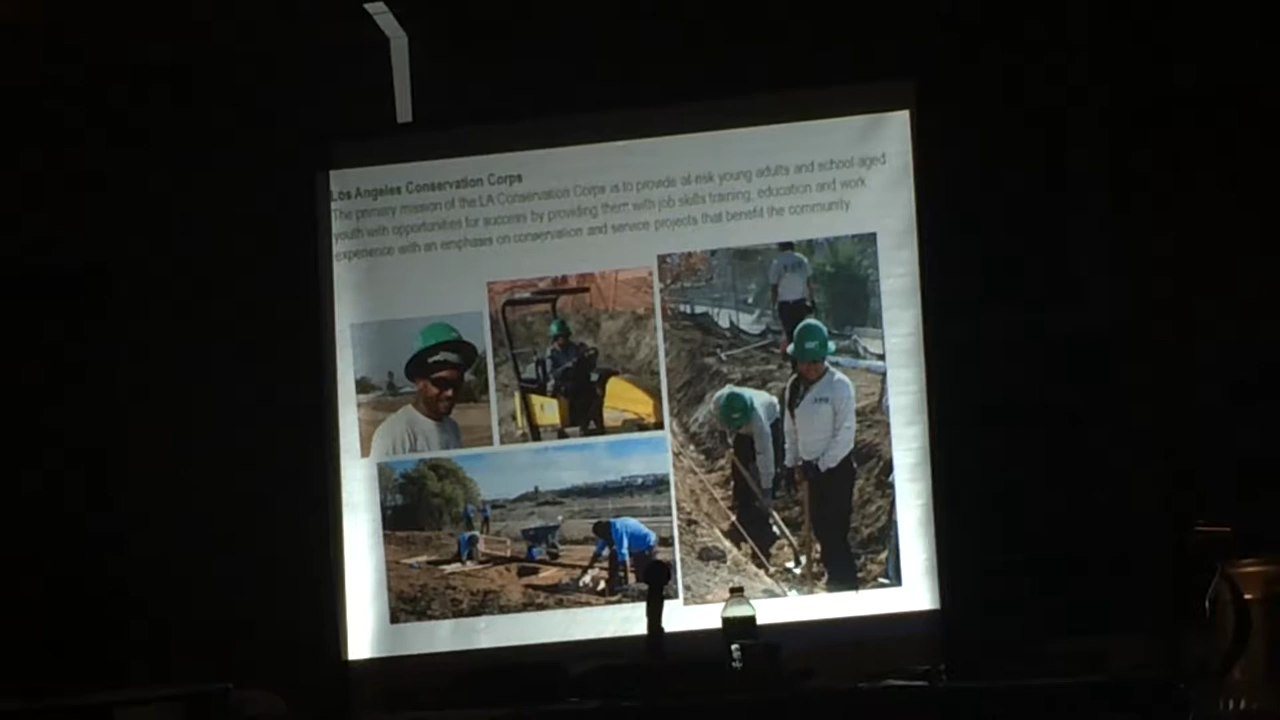 Los Angeles Conservation Corps
The primary mission of the LA Conservation Corps is to provide at-risk young adults and school-aged
youth with opportunities for success by providing them with job skills training, education and work
experience with an emphasis on conservation and service projects that benefit the community